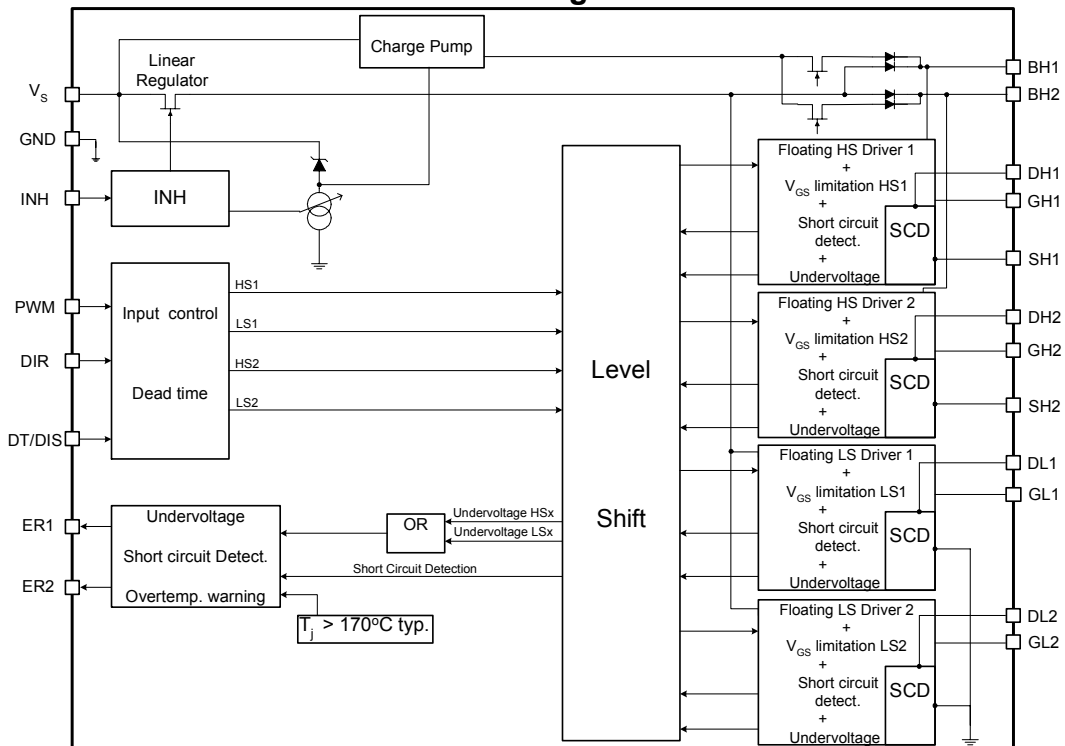 Charge Pump
Linear
Regulator
V_S
GND
INH
INH
PWM
DIR
DT/DIS
Input control
Dead time
HS1
LS1
HS2
LS2
ER1
ER2
Undervoltage
Short circuit Detect.
Overtemp. warning
OR
Undervoltage HSx
Undervoltage LSx
Short Circuit Detection
T_j > 170°C typ.
Level
Shift
Floating HS Driver 1
+
V_GS limitation HS1
+
Short circuit
detect.
+
Undervoltage
SCD
Floating HS Driver 2
+
V_GS limitation HS2
+
Short circuit
detect.
+
Undervoltage
SCD
Floating LS Driver 1
+
V_GS limitation LS1
+
Short circuit
detect.
+
Undervoltage
SCD
Floating LS Driver 2
+
V_GS limitation LS2
+
Short circuit
detect.
+
Undervoltage
SCD
BH1
BH2
DH1
GH1
SH1
DH2
GH2
SH2
DL1
GL1
DL2
GL2